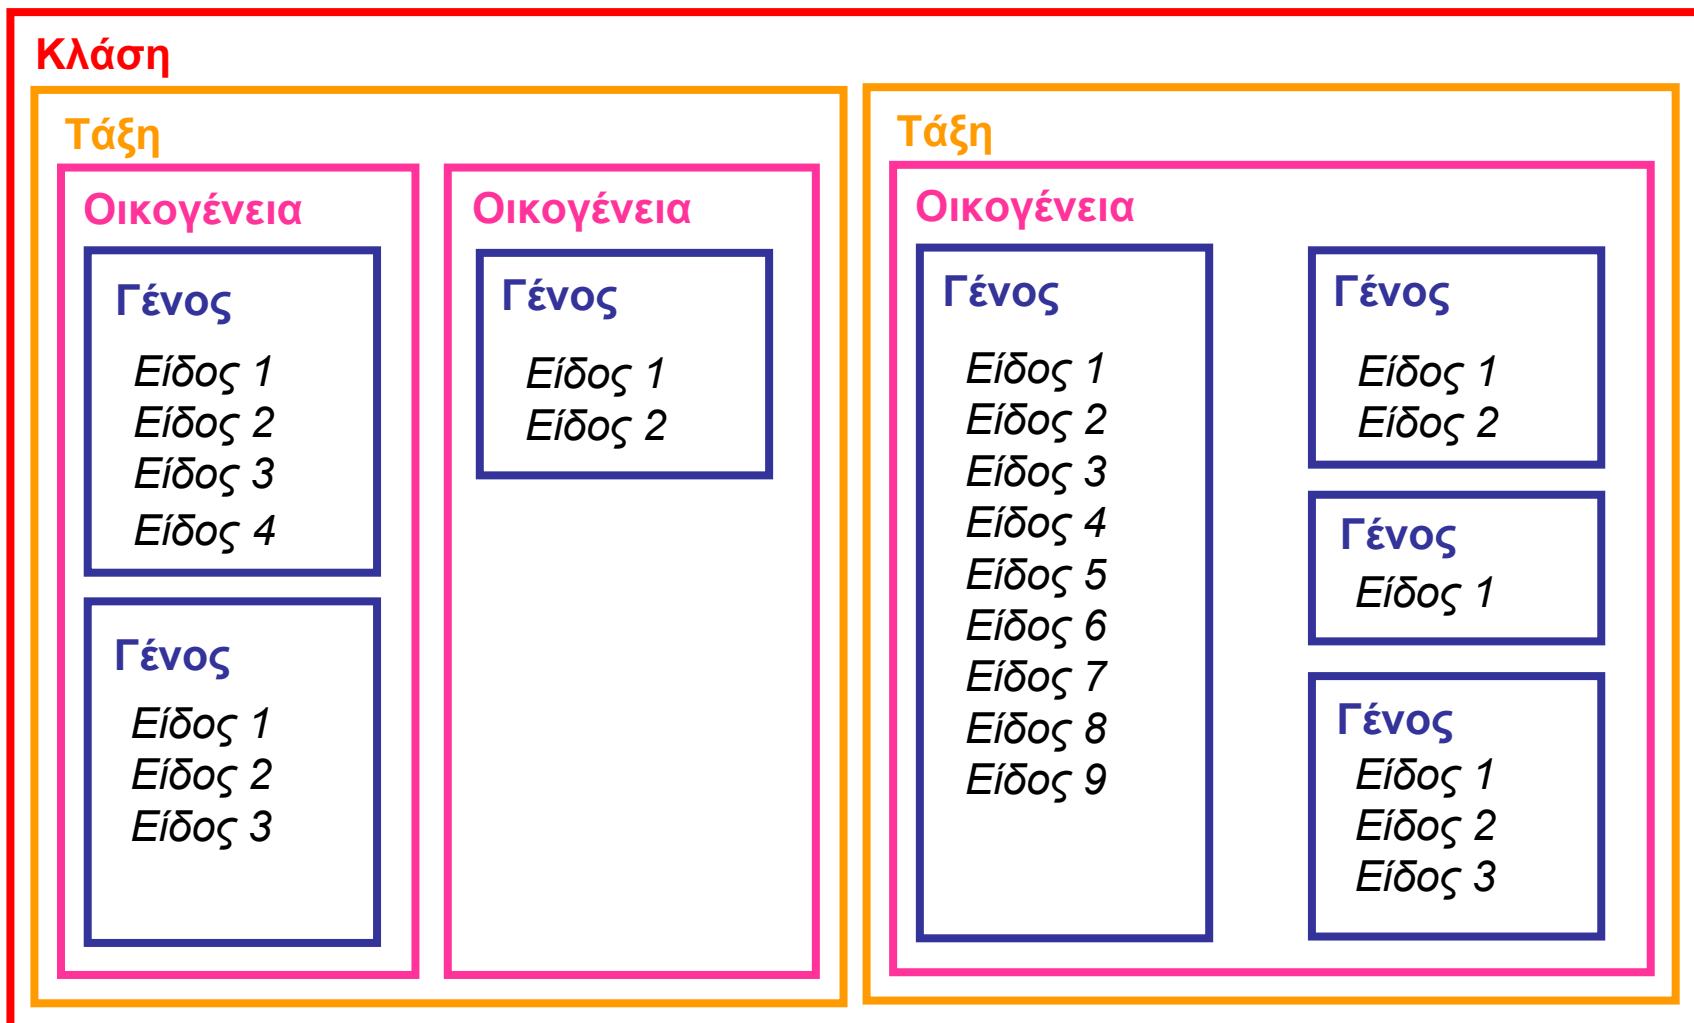 Κλάση
Τάξη
Οικογένεια
Γένος
Είδος 1
Είδος 2
Είδος 3
Είδος 4
Γένος
Είδος 1
Είδος 2
Είδος 3
Οικογένεια
Γένος
Είδος 1
Είδος 2
Τάξη
Οικογένεια
Γένος
Είδος 1
Είδος 2
Είδος 3
Είδος 4
Είδος 5
Είδος 6
Είδος 7
Είδος 8
Είδος 9
Γένος
Είδος 1
Είδος 2
Γένος
Είδος 1
Γένος
Είδος 1
Είδος 2
Είδος 3